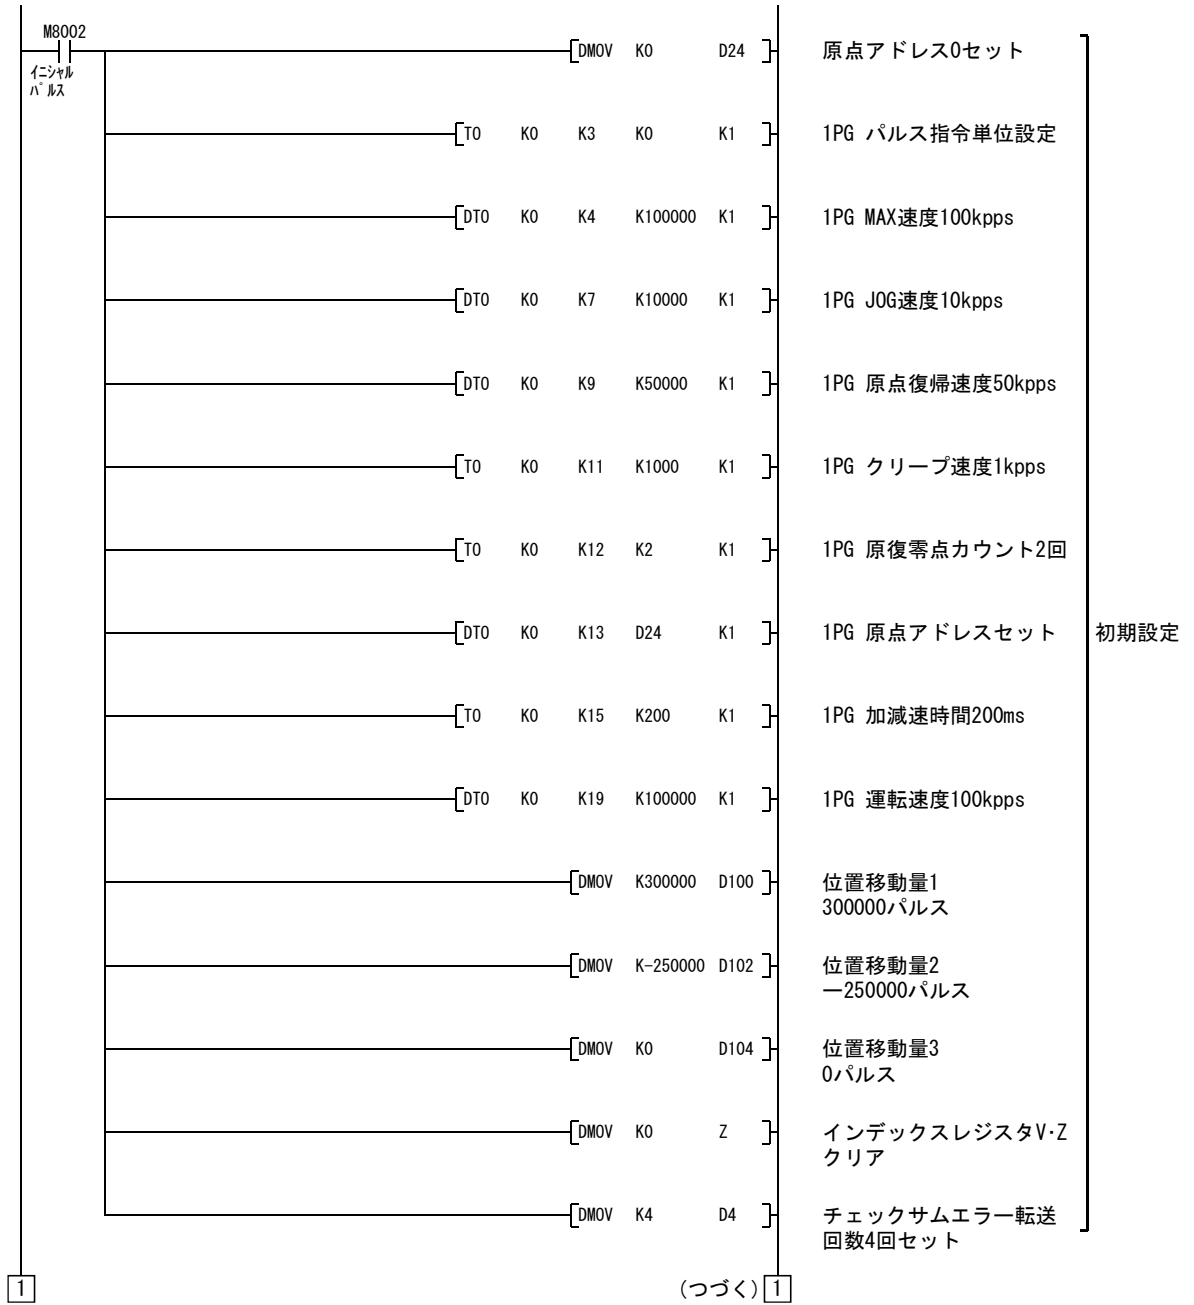 M8002
イニシャル
パルス
DMOV K0 D24 原点アドレス0セット
TO K0 K3 K0 K1 1PG パルス指令単位設定
DTO K0 K4 K100000 K1 1PG MAX速度100kpps
DTO K0 K7 K10000 K1 1PG JOG速度10kpps
DTO K0 K9 K50000 K1 1PG 原点復帰速度50kpps
TO K0 K11 K1000 K1 1PG クリープ速度1kpps
TO K0 K12 K2 K1 1PG 原復零点カウント2回
DTO K0 K13 D24 K1 1PG 原点アドレスセット 初期設定
TO K0 K15 K200 K1 1PG 加減速時間200ms
DTO K0 K19 K100000 K1 1PG 運転速度100kpps
DMOV K300000 D100 位置移動量1
300000パルス
DMOV K-250000 D102 位置移動量2
ー250000パルス
DMOV K0 D104 位置移動量3
0パルス
DMOV K0 Z インデックスレジスタV・Z
クリア
DMOV K4 D4 チェックサムエラー転送
回数4回セット
1 (つづく) 1